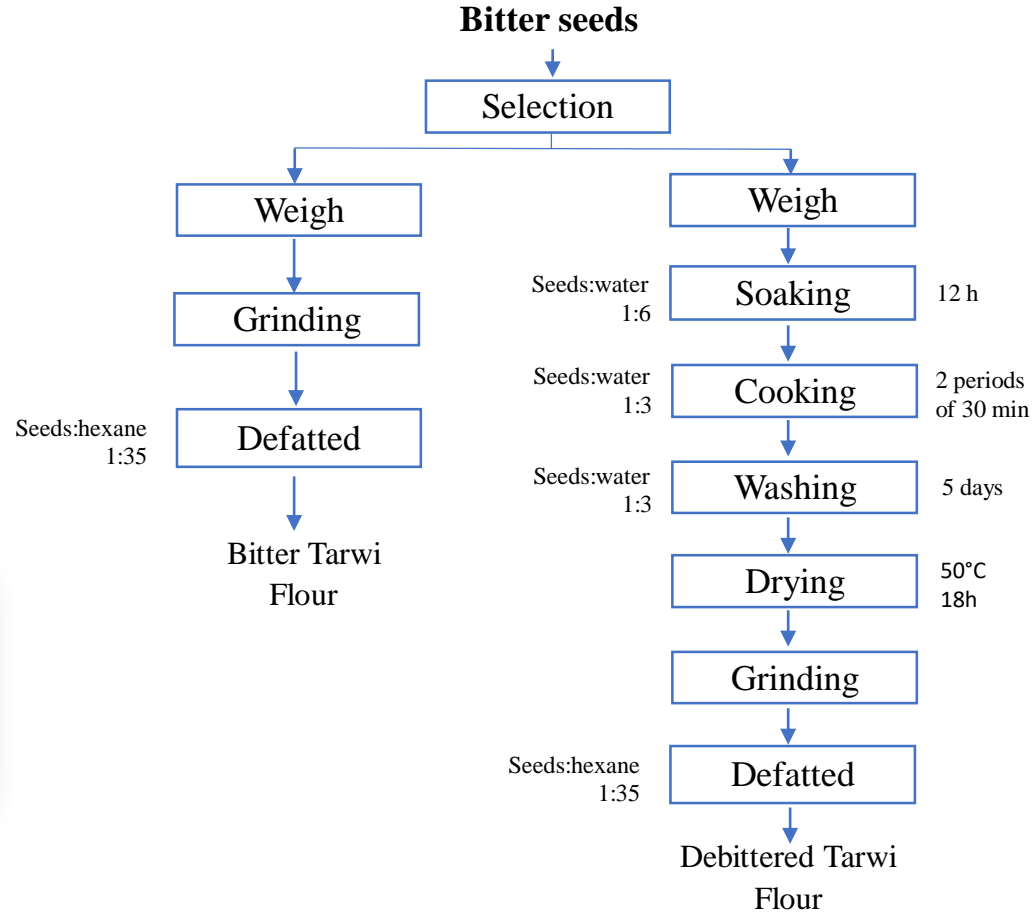 Bitter seeds
Selection
Weigh
Grinding
Seeds:hexane
1:35
Defatted
Bitter Tarwi
Flour
Weigh
Seeds:water
1:6
Soaking
12 h
Seeds:water
1:3
Cooking
2 periods
of 30 min
Seeds:water
1:3
Washing
5 days
Drying
50°C
18h
Grinding
Seeds:hexane
1:35
Defatted
Debittered Tarwi
Flour